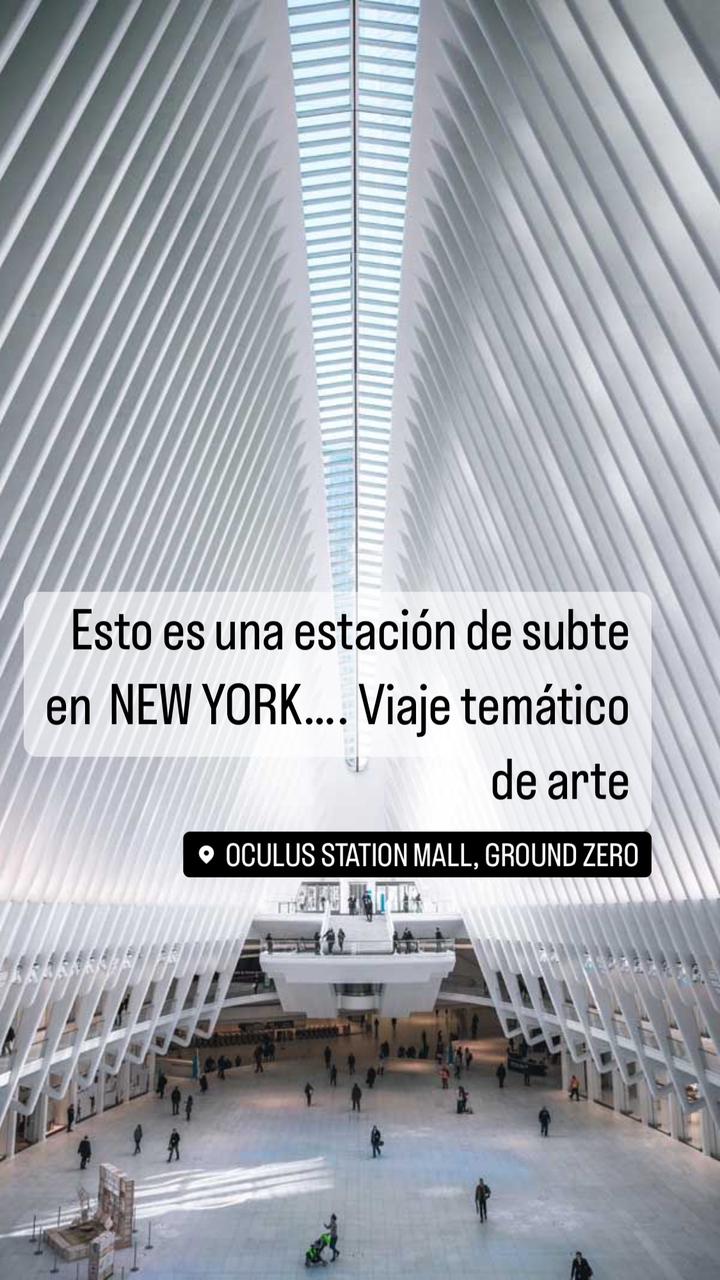 Esto es una estación de subte
en NEW YORK.... Viaje temático
de arte
OCULUS STATION MALL, GROUND ZERO